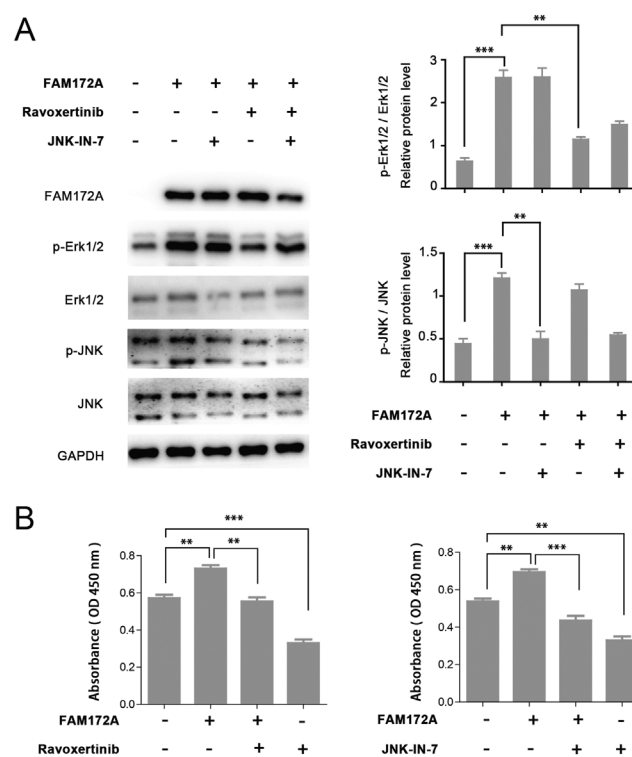 A
FAM172A - + + + +
Ravoxertinib - - - + +
JNK-IN-7 - - + - +
FAM172A
p-Erk1/2
Erk1/2
p-JNK
JNK
GAPDH
p-Erk1/2 / Erk1/2
Relative protein level
3
2
1
0
***
**
p-JNK / JNK
Relative protein level
1.5
1
0.5
0
***
**
FAM172A - + + + +
Ravoxertinib - - - + +
JNK-IN-7 - - + - +
B
Absorbance ( OD 450 nm )
0.8
0.6
0.4
0.2
0.0
***
** **
FAM172A - + + -
Ravoxertinib - - + +
Absorbance ( OD 450 nm )
0.8
0.6
0.4
0.2
0.0
**
** ***
FAM172A - + + -
JNK-IN-7 - - + +